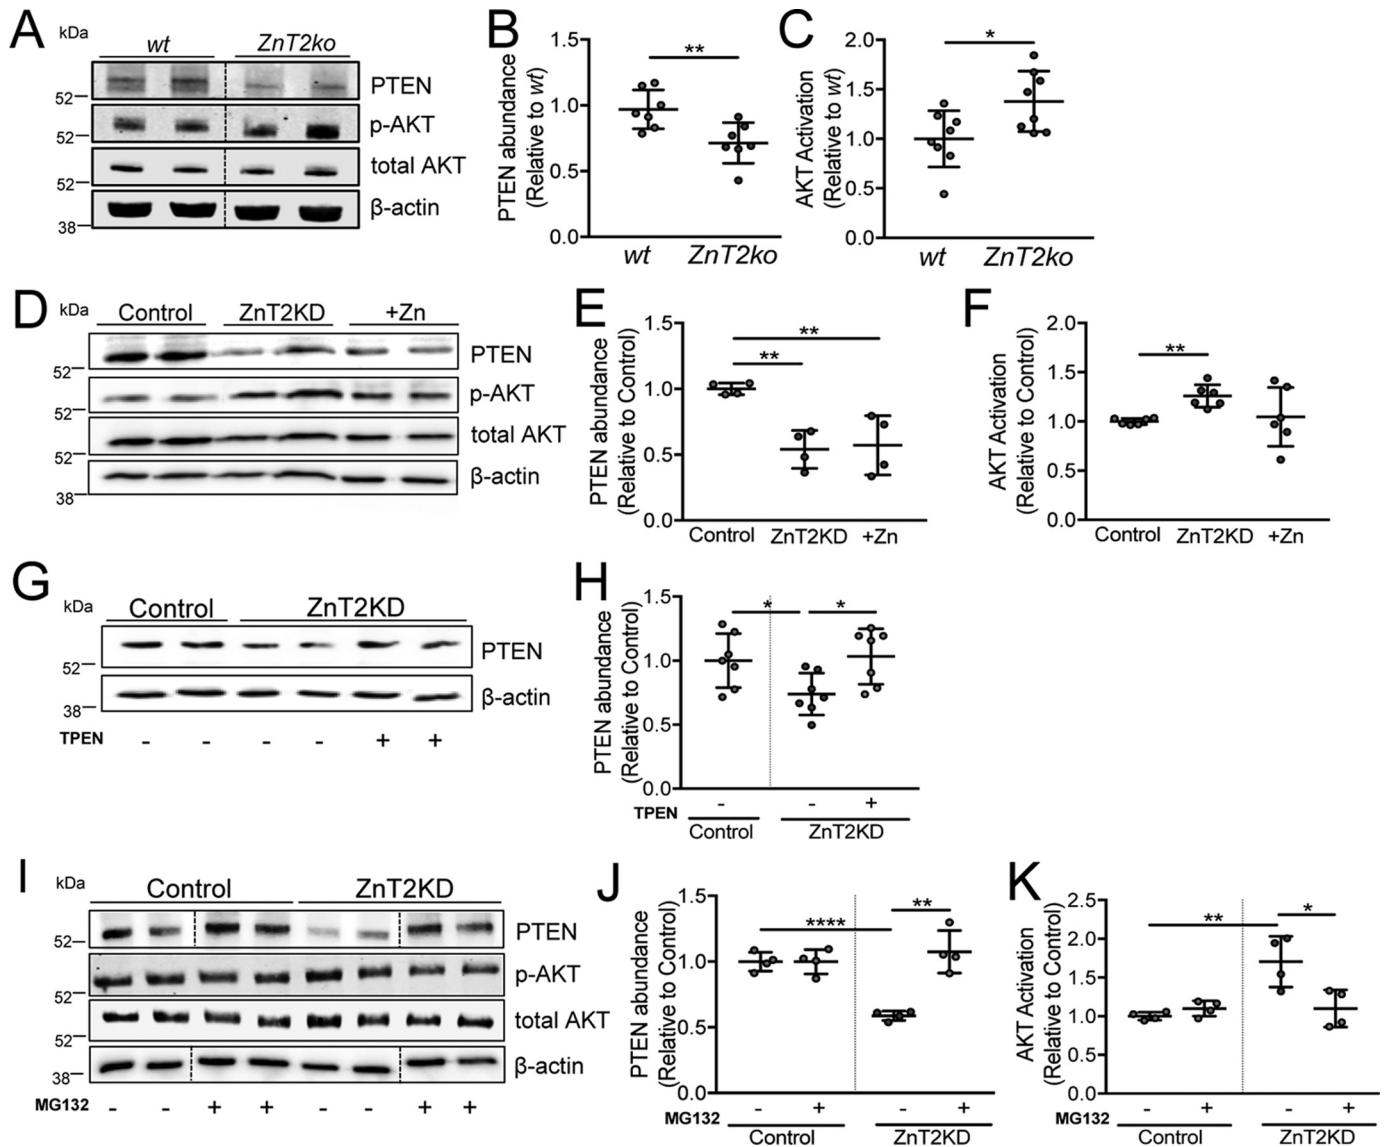 A
kDa
wt
ZnT2ko
PTEN
52
p-AKT
52
total AKT
52
β-actin
38
B
PTEN abundance
(Relative to wt)
1.5
1.0
0.5
0.0
**
wt
ZnT2ko
C
AKT Activation
(Relative to wt)
2.0
1.5
1.0
0.5
0.0
*
wt
ZnT2ko
D
kDa
Control
ZnT2KD
+Zn
PTEN
52
p-AKT
52
total AKT
52
β-actin
38
E
PTEN abundance
(Relative to Control)
1.5
1.0
0.5
0.0
**
**
Control
ZnT2KD
+Zn
F
AKT Activation
(Relative to Control)
2.0
1.5
1.0
0.5
0.0
**
Control
ZnT2KD
+Zn
G
kDa
Control
ZnT2KD
PTEN
52
β-actin
38
TPEN - - - - + +
H
PTEN abundance
(Relative to Control)
1.5
1.0
0.5
0.0
* *
TPEN - - +
Control
ZnT2KD
I
kDa
Control
ZnT2KD
PTEN
52
p-AKT
52
total AKT
52
β-actin
38
MG132 - - + + - - + +
J
PTEN abundance
(Relative to Control)
1.5
1.0
0.5
0.0
**
****
MG132 - + - +
Control
ZnT2KD
K
AKT Activation
(Relative to Control)
2.5
2.0
1.5
1.0
0.5
0.0
**
*
MG132 - + - +
Control
ZnT2KD